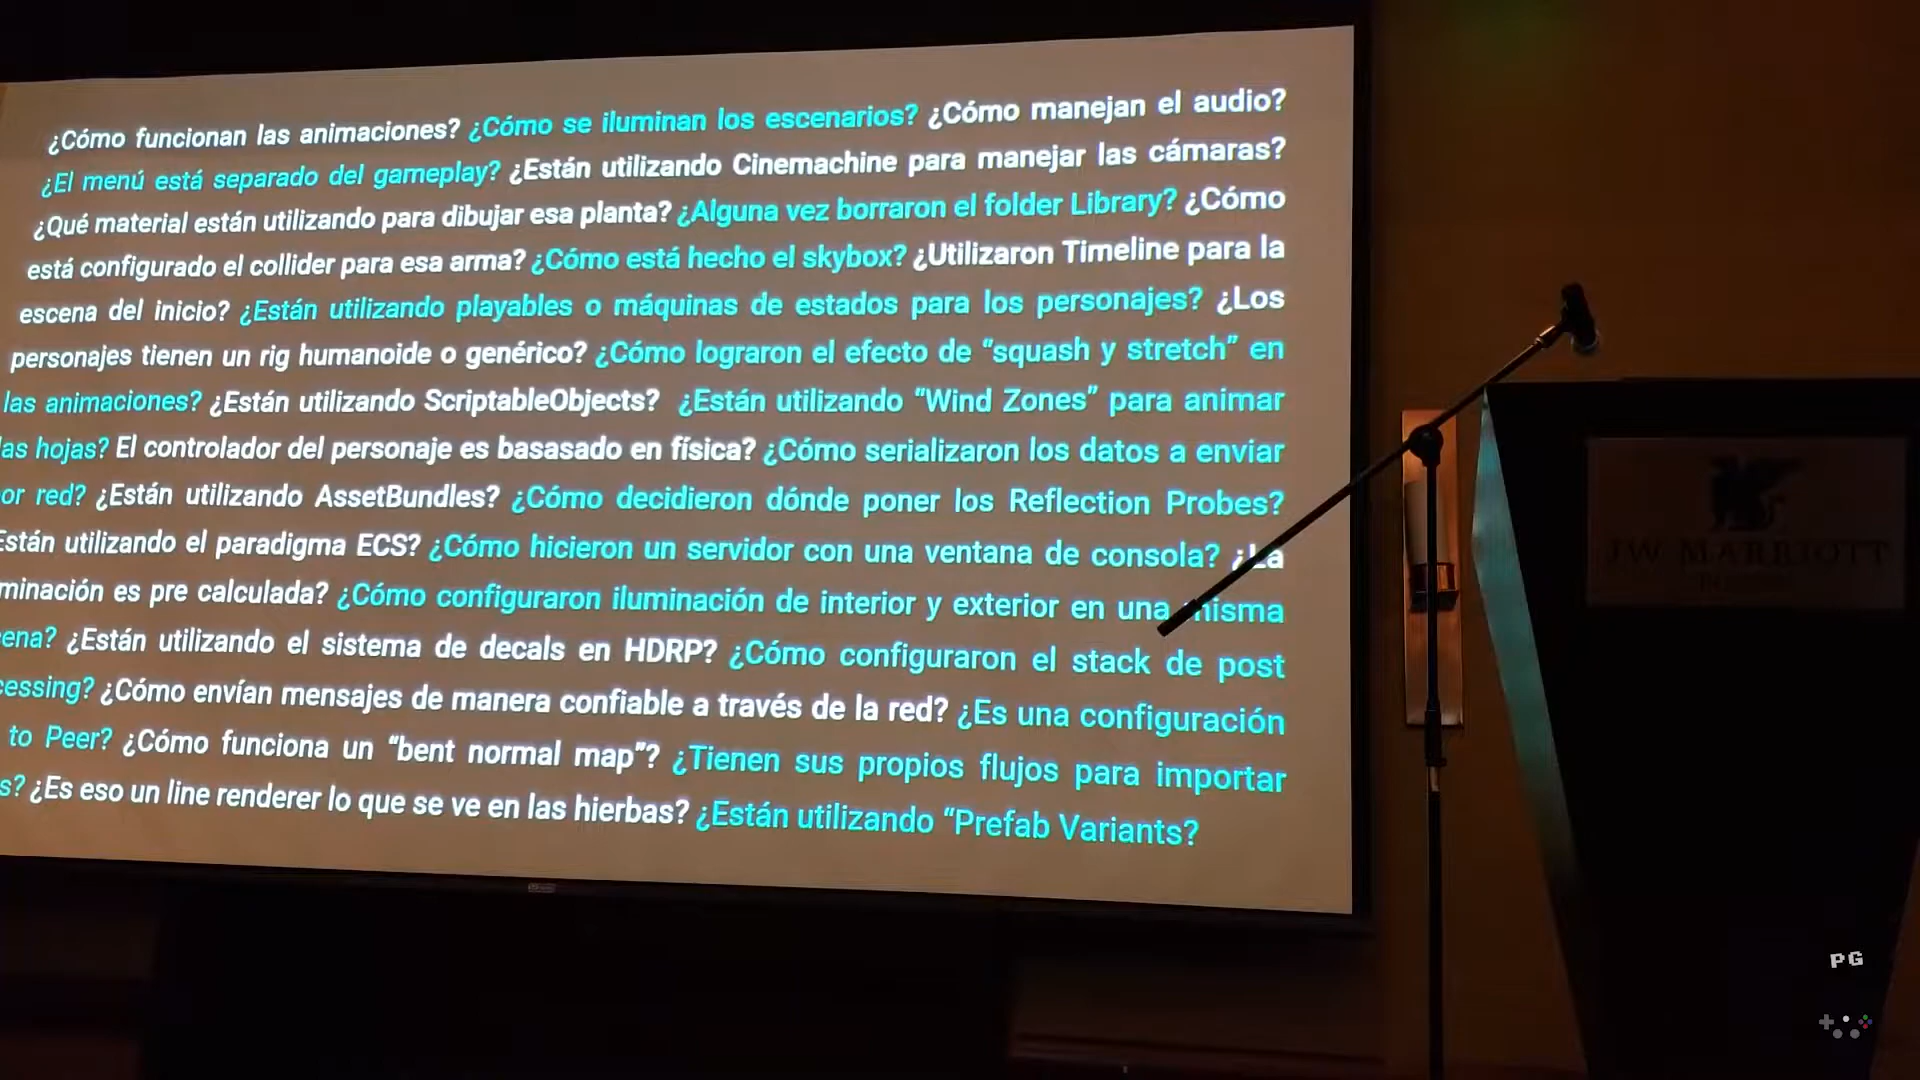 ¿Cómo funcionan las animaciones? ¿Cómo se iluminan los escenarios? ¿Cómo manejan el audio?
¿El menú está separado del gameplay? ¿Están utilizando Cinemachine para manejar las cámaras?
¿Qué material están utilizando para dibujar esa planta? ¿Alguna vez borraron el folder Library? ¿Cómo
está configurado el collider para esa arma? ¿Cómo está hecho el skybox? ¿Utilizaron Timeline para la
escena del inicio? ¿Están utilizando playables o máquinas de estados para los personajes? ¿Los
personajes tienen un rig humanoide o genérico? ¿Cómo lograron el efecto de “squash y stretch” en
las animaciones? ¿Están utilizando ScriptableObjects? ¿Están utilizando “Wind Zones” para animar
las hojas? El controlador del personaje es basasado en física? ¿Cómo serializaron los datos a enviar
or red? ¿Están utilizando AssetBundles? ¿Cómo decidieron dónde poner los Reflection Probes?
Están utilizando el paradigma ECS? ¿Cómo hicieron un servidor con una ventana de consola? ¿La
minación es pre calculada? ¿Cómo configuraron iluminación de interior y exterior en una misma
ena? ¿Están utilizando el sistema de decals en HDRP? ¿Cómo configuraron el stack de post
cessing? ¿Cómo envían mensajes de manera confiable a través de la red? ¿Es una configuración
to Peer? ¿Cómo funciona un “bent normal map”? ¿Tienen sus propios flujos para importar
s? ¿Es eso un line renderer lo que se ve en las hierbas? ¿Están utilizando “Prefab Variants?
JW MARRIOTT
PG